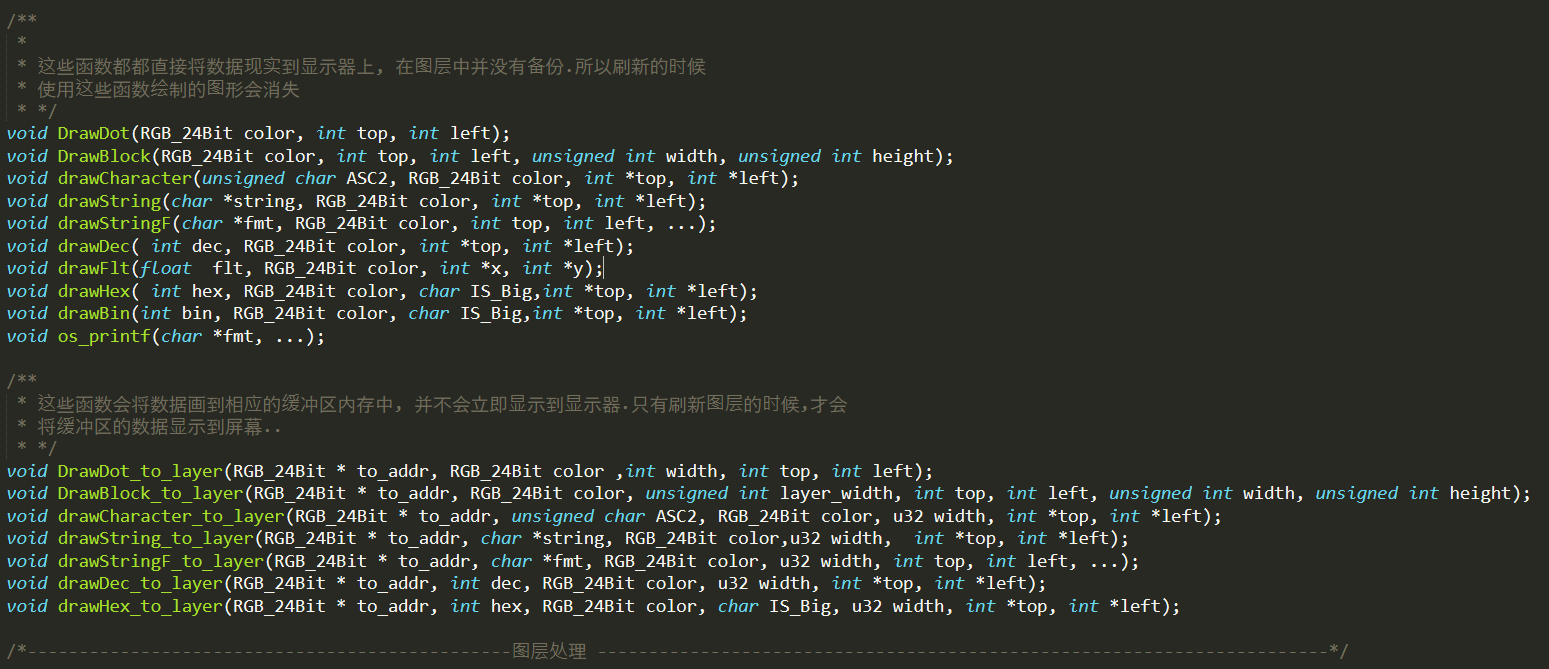 /**
 *
 * 这些函数都都直接将数据现实到显示器上, 在图层中并没有备份.所以刷新的时候
 * 使用这些函数绘制的图形会消失
 * */
void DrawDot(RGB_24Bit color, int top, int left);
void DrawBlock(RGB_24Bit color, int top, int left, unsigned int width, unsigned int height);
void drawCharacter(unsigned char ASC2, RGB_24Bit color, int *top, int *left);
void drawString(char *string, RGB_24Bit color, int *top, int *left);
void drawStringF(char *fmt, RGB_24Bit color, int top, int left, ...);
void drawDec( int dec, RGB_24Bit color, int *top, int *left);
void drawFlt(float  flt, RGB_24Bit color, int *x, int *y);
void drawHex( int hex, RGB_24Bit color, char IS_Big,int *top, int *left);
void drawBin(int bin, RGB_24Bit color, char IS_Big,int *top, int *left);
void os_printf(char *fmt, ...);
/**
 * 这些函数会将数据画到相应的缓冲区内存中, 并不会立即显示到显示器.只有刷新图层的时候,才会
 * 将缓冲区的数据显示到屏幕..
 * */
void DrawDot_to_layer(RGB_24Bit * to_addr, RGB_24Bit color ,int width, int top, int left);
void DrawBlock_to_layer(RGB_24Bit * to_addr, RGB_24Bit color, unsigned int layer_width, int top, int left, unsigned int width, unsigned int height);
void drawCharacter_to_layer(RGB_24Bit * to_addr, unsigned char ASC2, RGB_24Bit color, u32 width, int *top, int *left);
void drawString_to_layer(RGB_24Bit * to_addr, char *string, RGB_24Bit color,u32 width,  int *top, int *left);
void drawStringF_to_layer(RGB_24Bit * to_addr, char *fmt, RGB_24Bit color, u32 width, int top, int left, ...);
void drawDec_to_layer(RGB_24Bit * to_addr, int dec, RGB_24Bit color, u32 width, int *top, int *left);
void drawHex_to_layer(RGB_24Bit * to_addr, int hex, RGB_24Bit color, char IS_Big, u32 width, int *top, int *left);
/*-----------------------------------------------图层处理 -----------------------------------------------------------------------*/